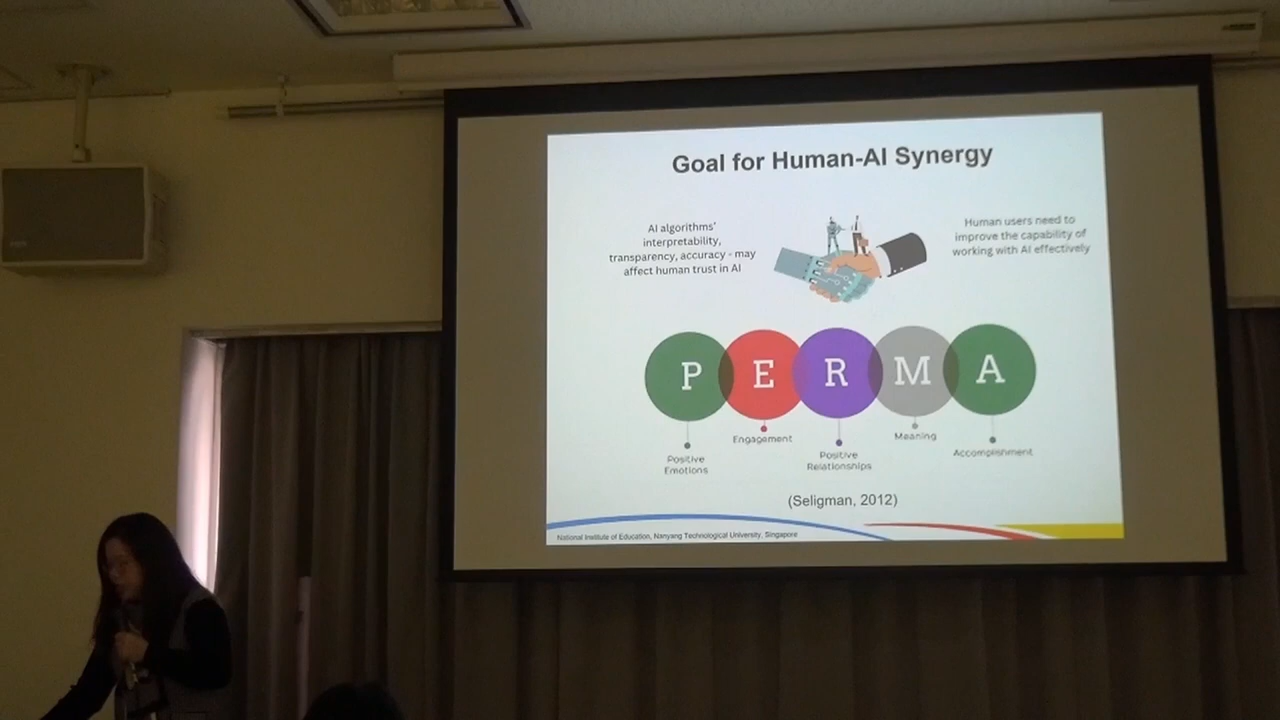 Goal for Human-AI Synergy
AI algorithms'
interpretability,
transparency, accuracy - may
affect human trust in AI
Human users need to
improve the capability of
working with AI effectively
P E R M A
Positive
Emotions
Engagement
Positive
Relationships
Meaning
Accomplishment
(Seligman, 2012)
National Institute of Education, Nanyang Technological University, Singapore